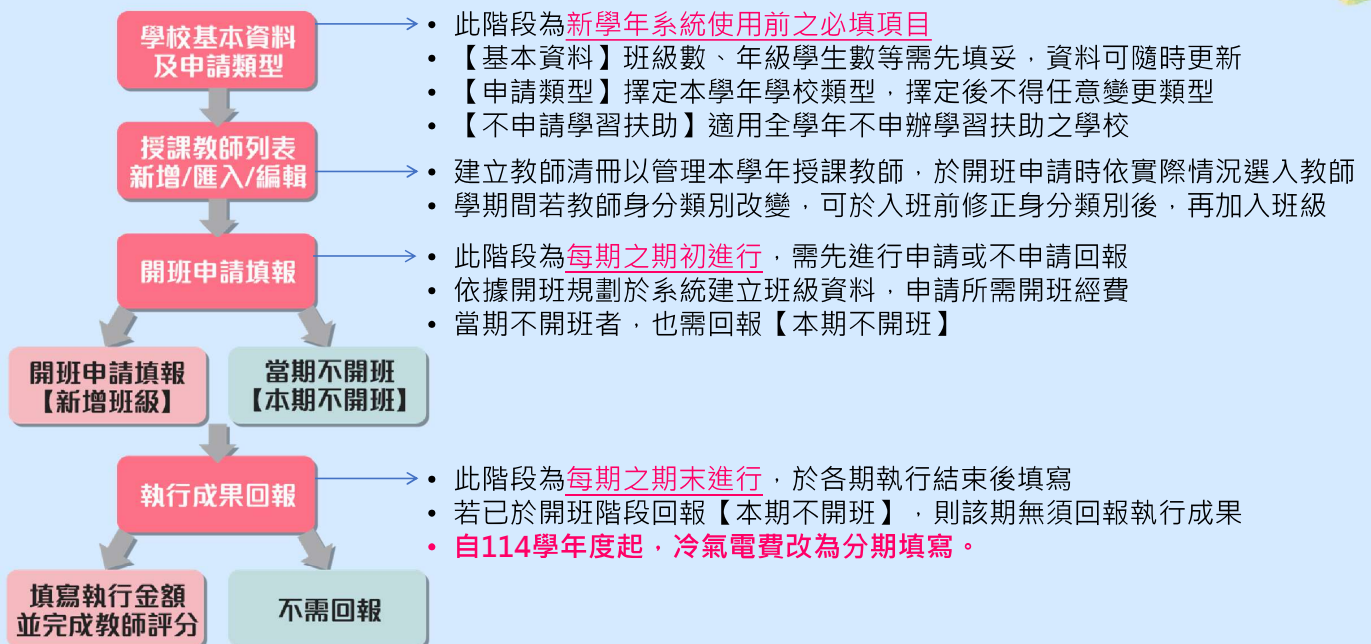 學校基本資料
及申請類型
• 此階段為新學年系統使用前之必填項目
• 【基本資料】班級數、年級學生數等需先填妥，資料可隨時更新
• 【申請類型】擇定本學年學校類型，擇定後不得任意變更類型
• 【不申請學習扶助】適用全學年不申辦學習扶助之學校
授課教師列表
新增/匯入/編輯
• 建立教師清冊以管理本學年授課教師，於開班申請時依實際情況選入教師
• 學期間若教師身分類別改變，可於入班前修正身分類別後，再加入班級
開班申請填報
• 此階段為每期之期初進行，需先進行申請或不申請回報
• 依據開班規劃於系統建立班級資料，申請所需開班經費
• 當期不開班者，也需回報【本期不開班】
開班申請填報
【新增班級】
當期不開班
【本期不開班】
執行成果回報
• 此階段為每期之期末進行，於各期執行結束後填寫
• 若已於開班階段回報【本期不開班】，則該期無須回報執行成果
• 自114學年度起，冷氣電費改為分期填寫。
填寫執行金額
並完成教師評分
不需回報